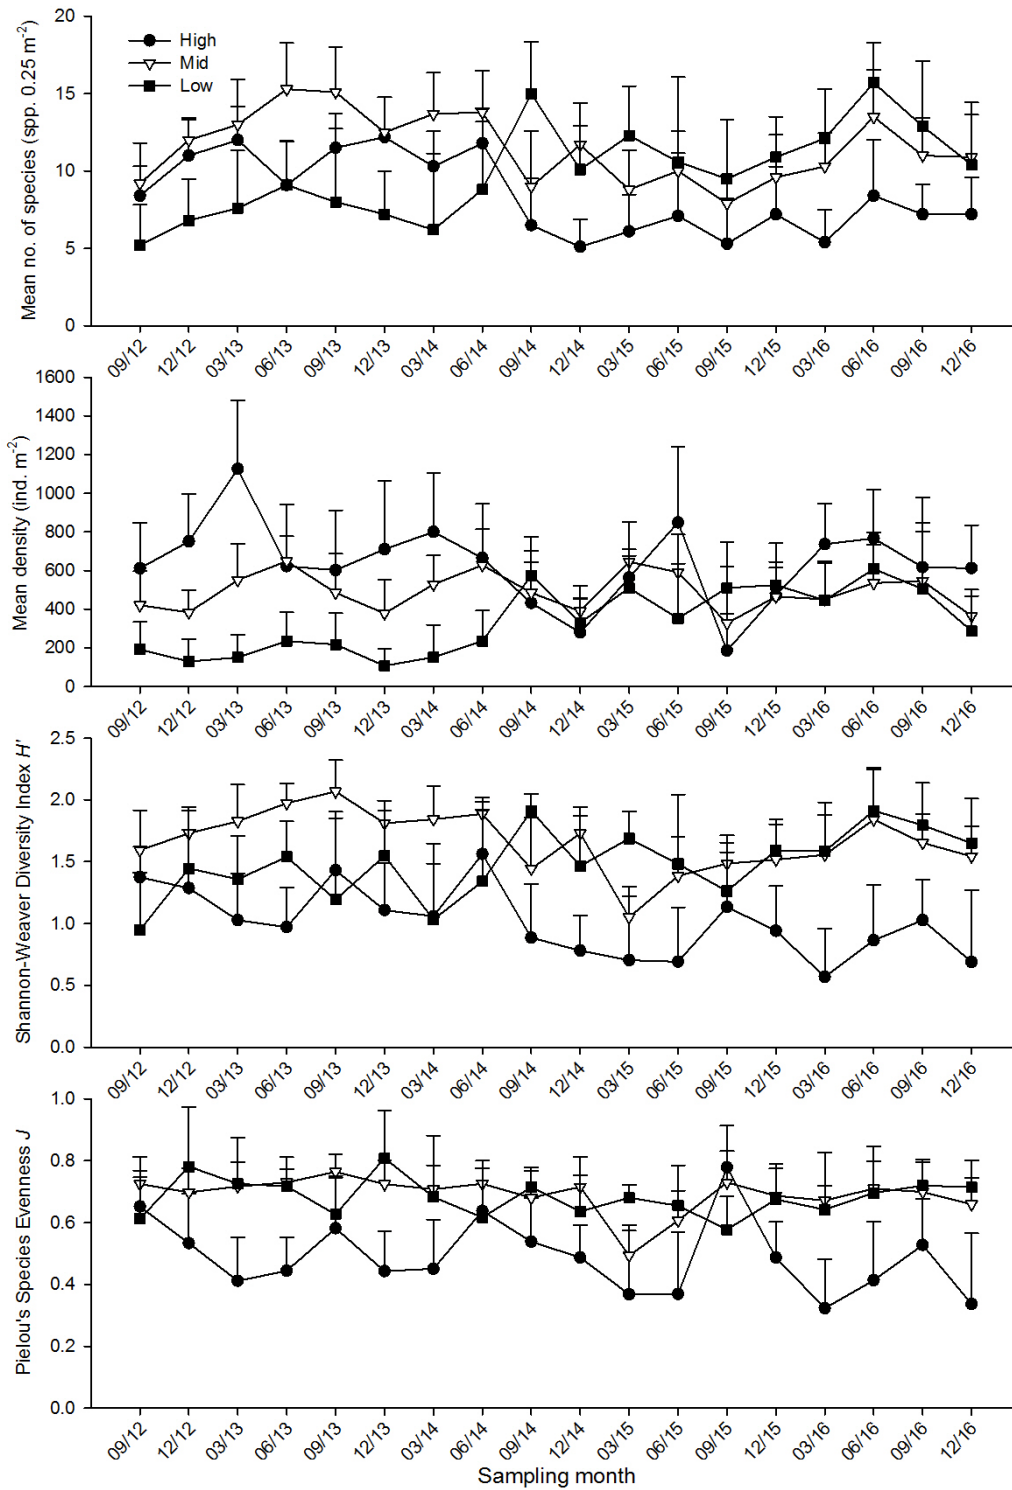 Mean no. of species (spp. 0.25 m⁻²)
20
15
10
5
0
High
Mid
Low
09/12 12/12 03/13 06/13 09/13 12/13 03/14 06/14 09/14 12/14 03/15 06/15 09/15 12/15 03/16 06/16 09/16 12/16
Mean density (ind. m⁻²)
1600
1400
1200
1000
800
600
400
200
0
09/12 12/12 03/13 06/13 09/13 12/13 03/14 06/14 09/14 12/14 03/15 06/15 09/15 12/15 03/16 06/16 09/16 12/16
Shannon-Weaver Diversity Index H'
2.5
2.0
1.5
1.0
0.5
0.0
09/12 12/12 03/13 06/13 09/13 12/13 03/14 06/14 09/14 12/14 03/15 06/15 09/15 12/15 03/16 06/16 09/16 12/16
Pielou's Species Evenness J
1.0
0.8
0.6
0.4
0.2
0.0
09/12 12/12 03/13 06/13 09/13 12/13 03/14 06/14 09/14 12/14 03/15 06/15 09/15 12/15 03/16 06/16 09/16 12/16
Sampling month